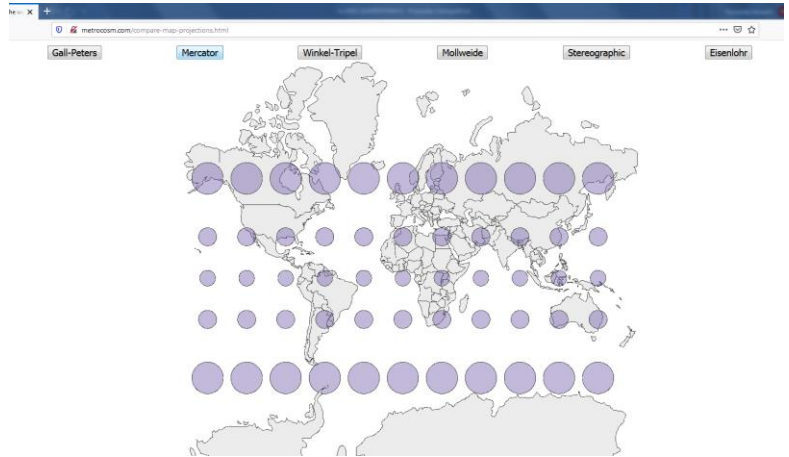 metrocosm.com/compare-map-projections.html
Gall-Peters
Mercator
Winkel-Tripel
Mollweide
Stereographic
Eisenlohr